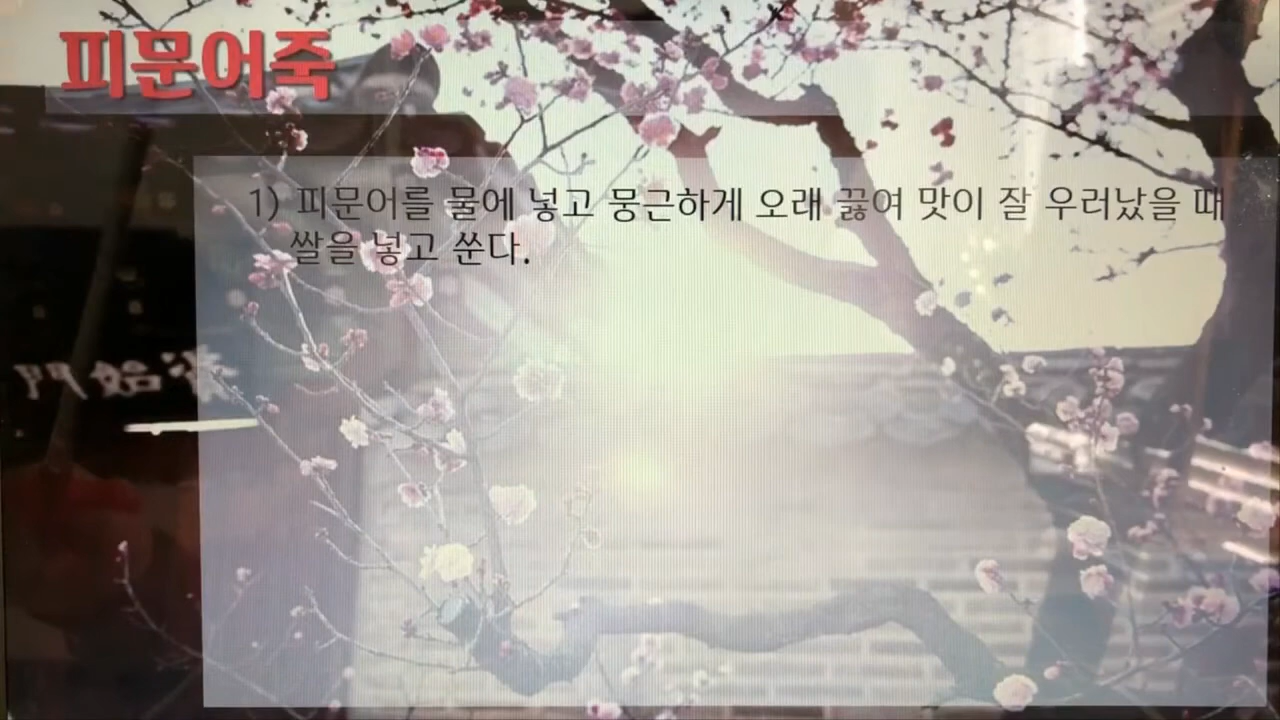 피문어죽
1) 피문어를 물에 넣고 뭉근하게 오래 끓여 맛이 잘 우러났을 때
쌀을 넣고 쑨다.